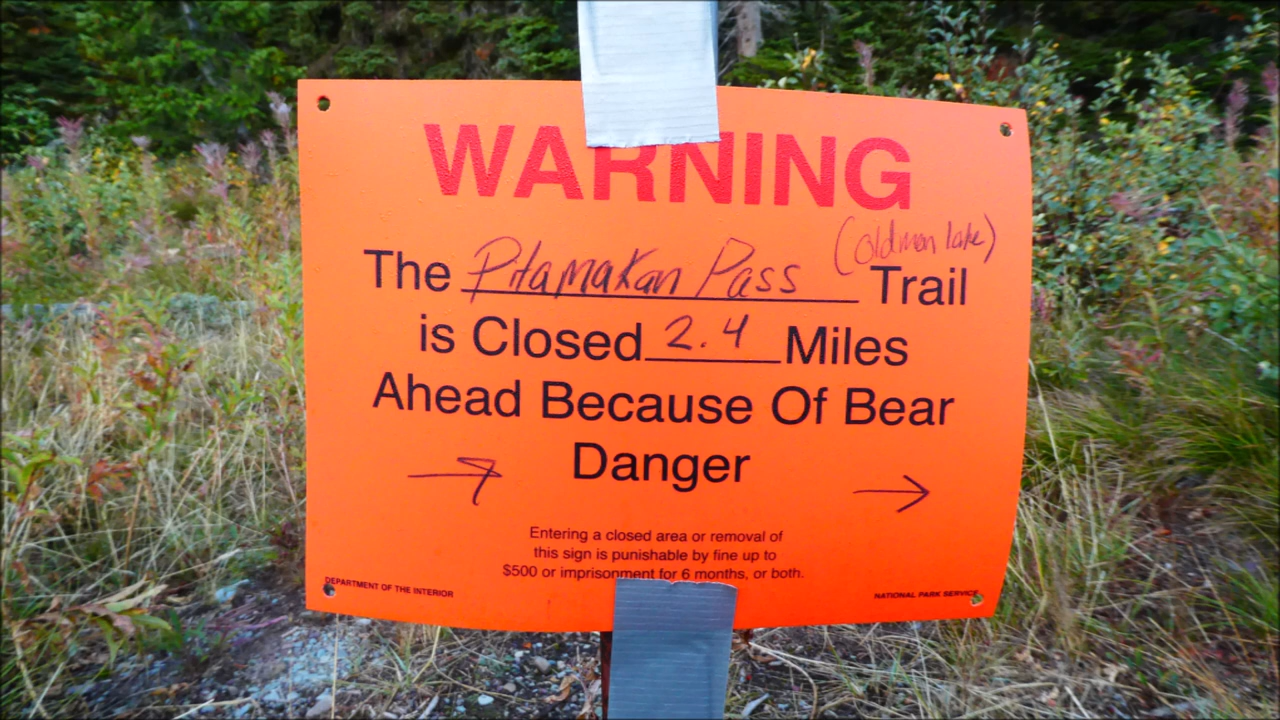 WARNING
(oldman lake)
The Pitamakan Pass Trail
is Closed 2.4 Miles
Ahead Because Of Bear
Danger
Entering a closed area or removal of
this sign is punishable by fine up to
$500 or imprisonment for 6 months, or both.
DEPARTMENT OF THE INTERIOR
NATIONAL PARK SERVICE